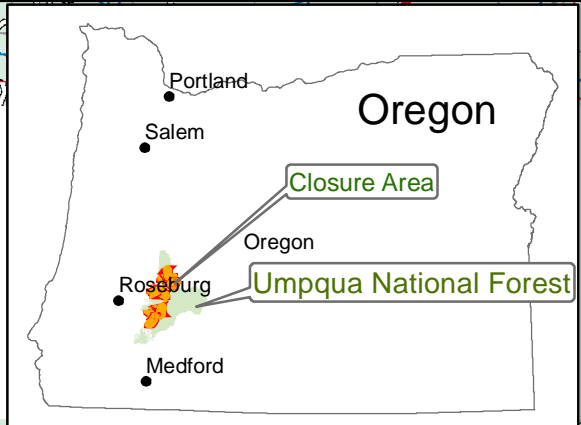 Portland
Oregon
Salem
Closure Area
Oregon
Roseburg
Umpqua National Forest
Medford